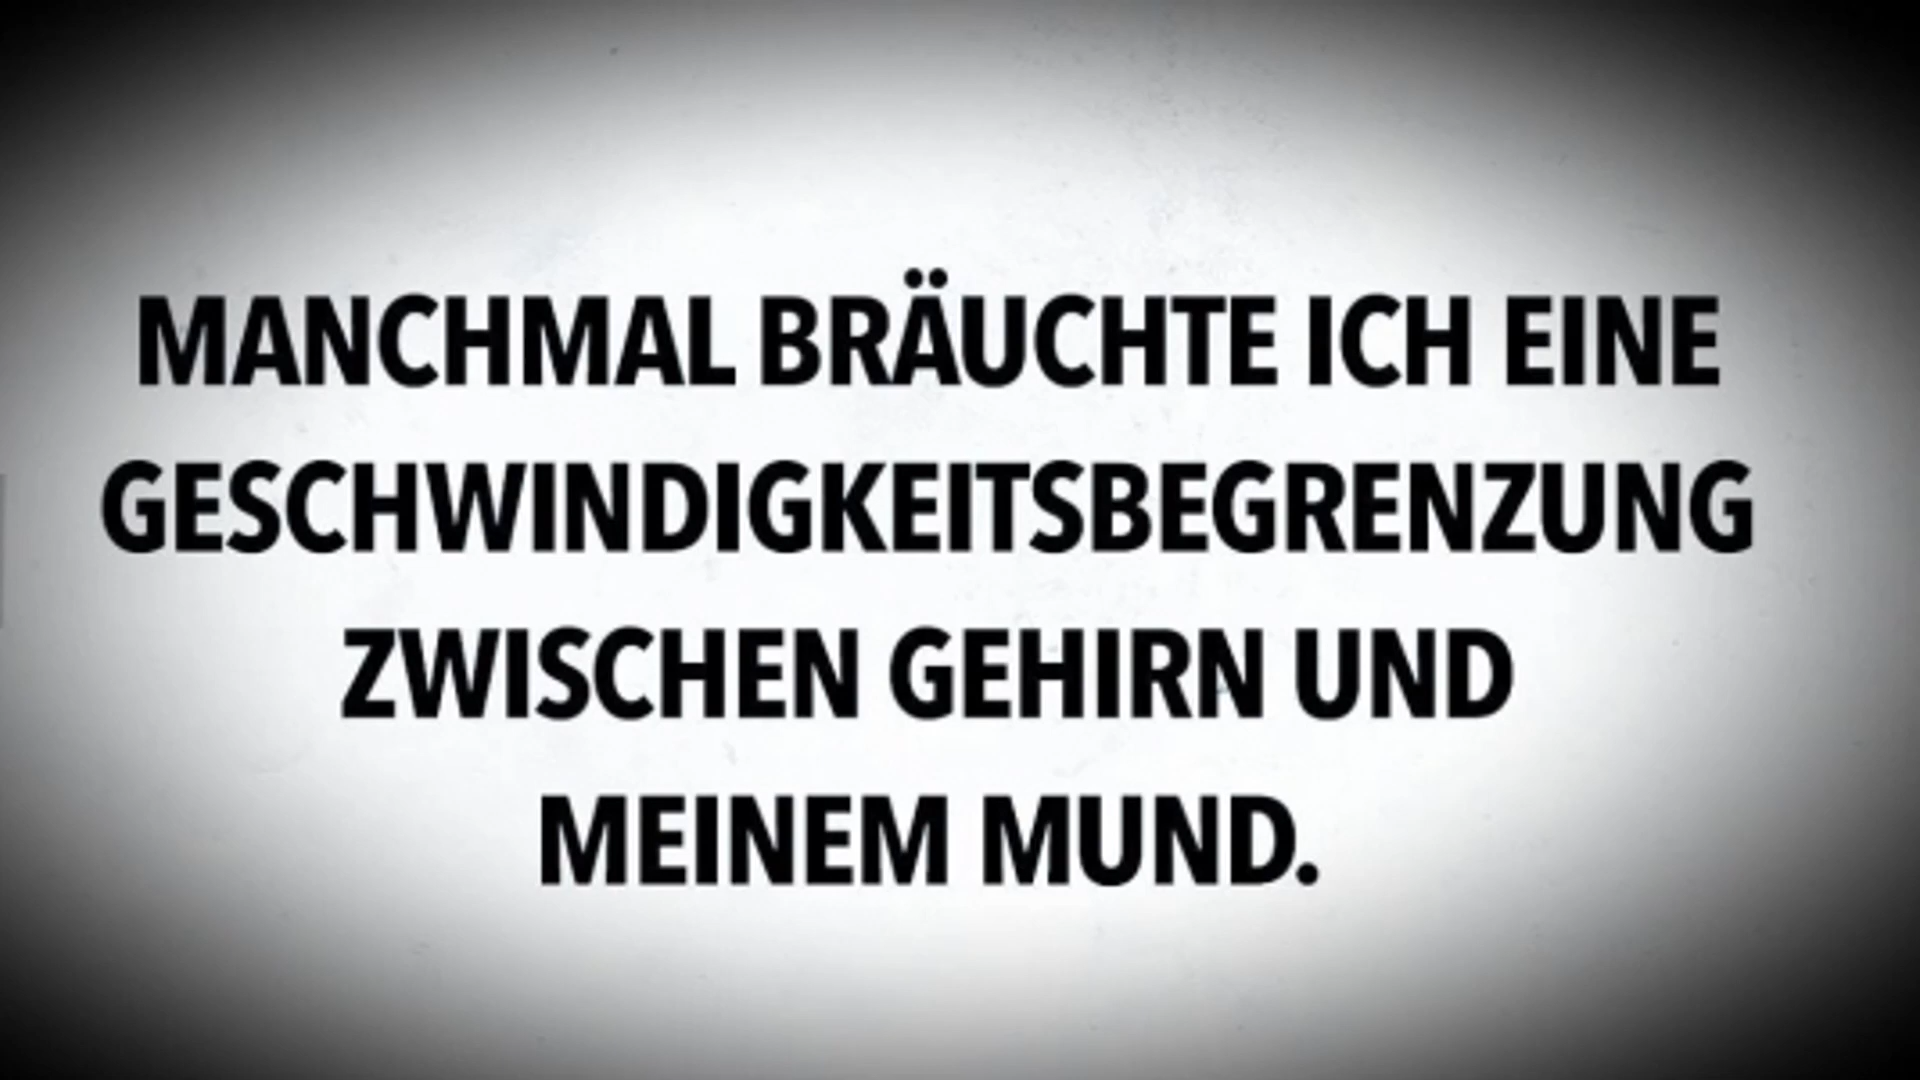 MANCHMAL BRÄUCHTE ICH EINE
GESCHWINDIGKEITSBEGRENZUNG
ZWISCHEN GEHIRN UND
MEINEM MUND.